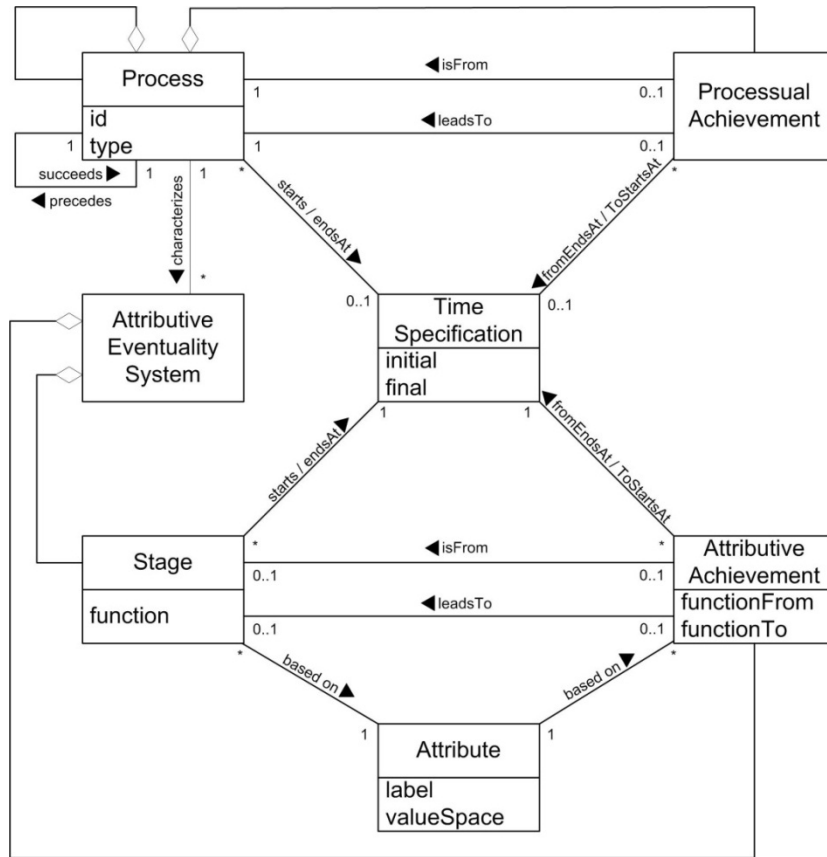 Process
id
type
◀isFrom
1
0..1
Processual
Achievement
◀leadsTo
1
0..1
1
succeeds ▶
1
◀ precedes
1
*
*
◀ characterizes
*
starts / endsAt ▶
◀fromEndsAt / ToStartsAt
0..1
0..1
Attributive
Eventuality
System
Time
Specification
initial
final
1
1
starts / endsAt ▶
◀ fromEndsAt / ToStartsAt
*
*
Stage
function
◀isFrom
0..1
0..1
Attributive
Achievement
functionFrom
functionTo
◀leadsTo
0..1
0..1
*
*
based on ▶
based on ▶
1
1
Attribute
label
valueSpace